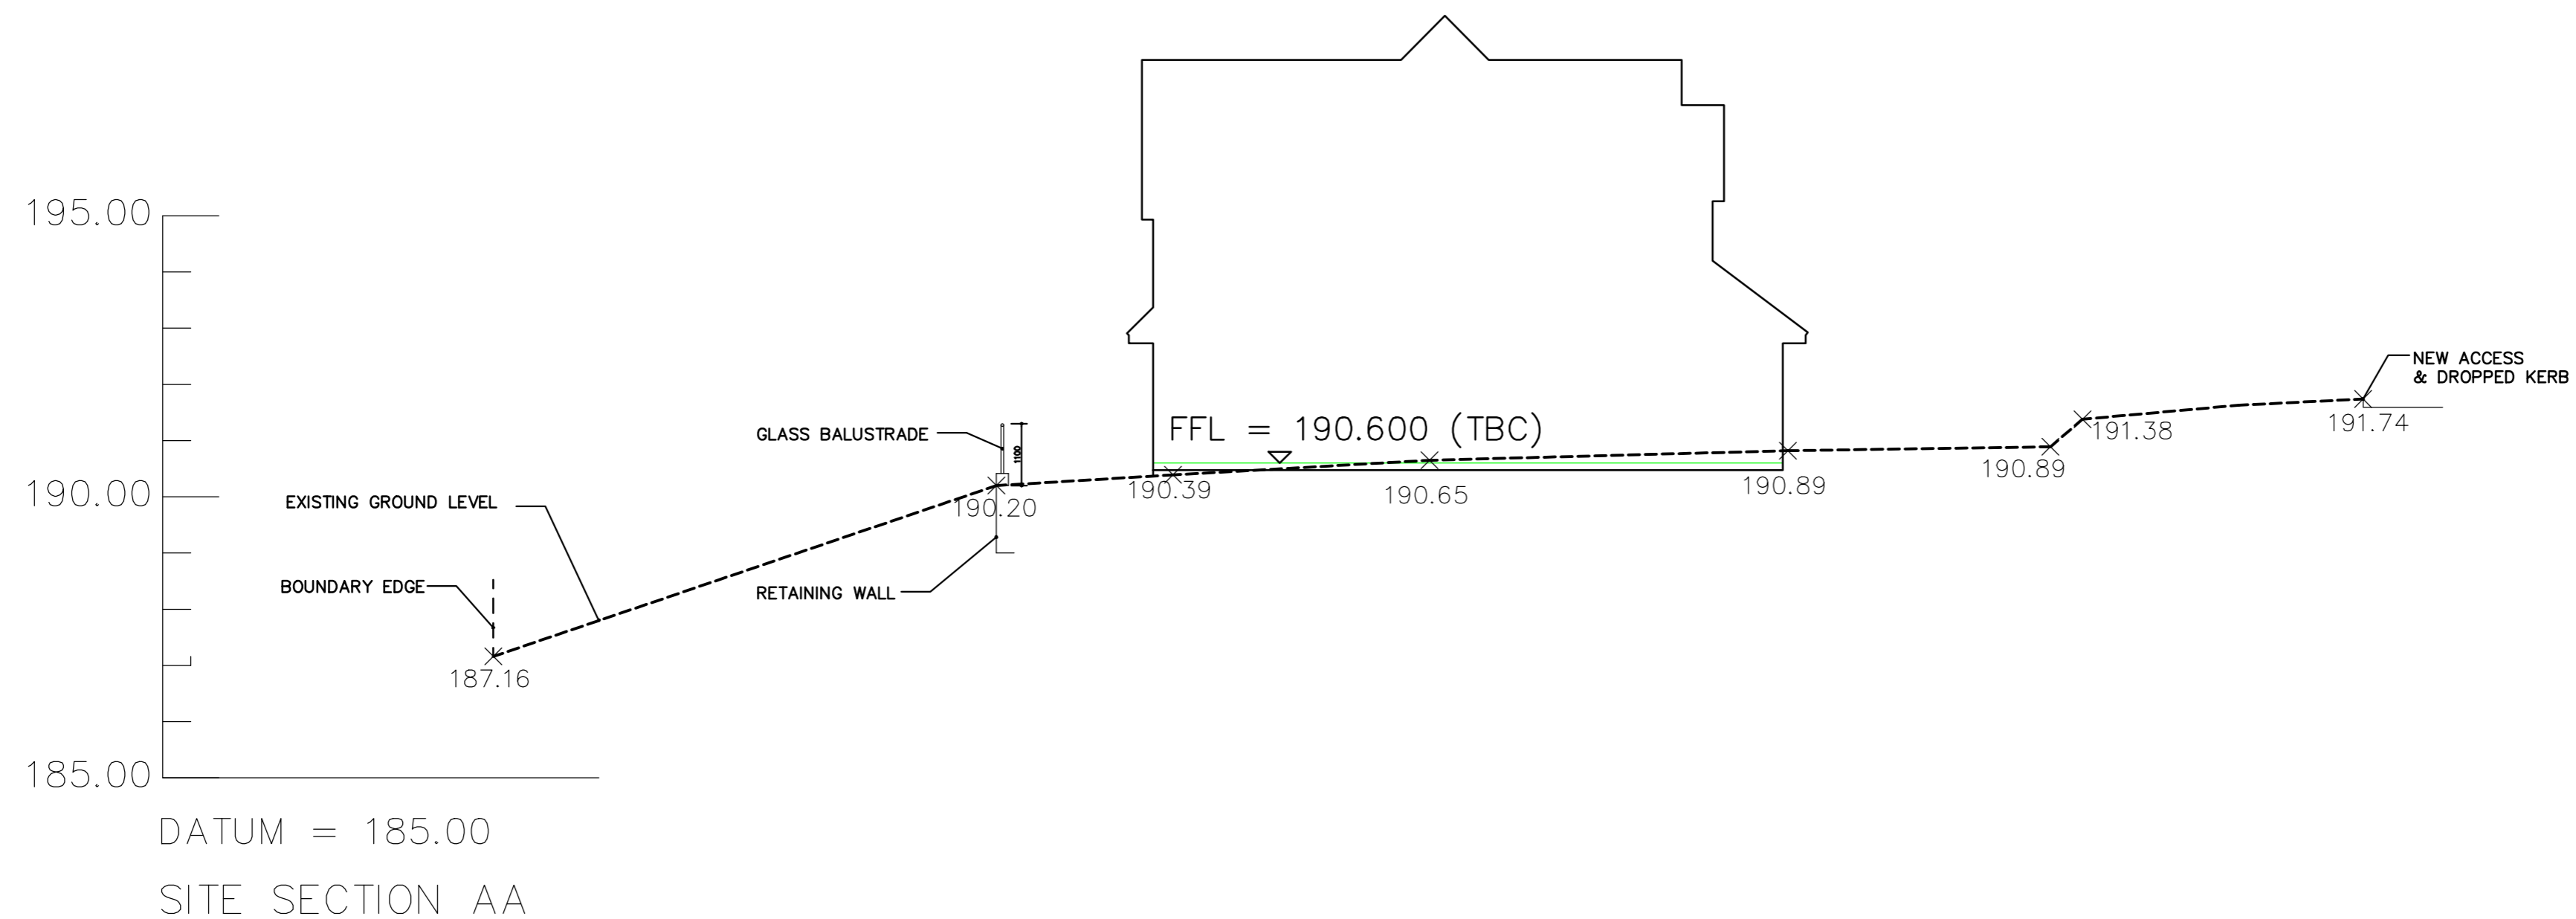 195.00
NEW ACCESS
& DROPPED KERB
FFL = 190.600 (TBC)
GLASS BALUSTRADE
1100
191.74
191.38
190.89
190.89
190.65
190.39
190.00
190.20
EXISTING GROUND LEVEL
BOUNDARY EDGE
RETAINING WALL
187.16
185.00
DATUM = 185.00
SITE SECTION AA